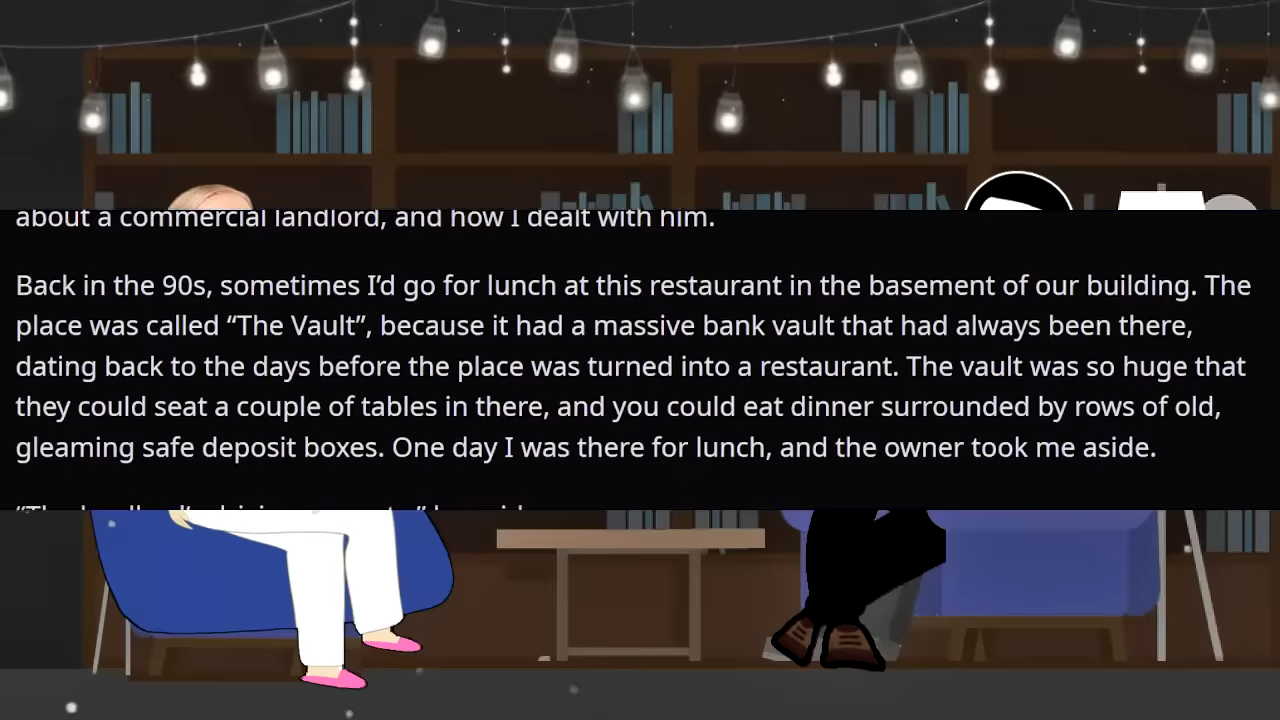 about a commercial landlord, and how I dealt with him.
Back in the 90s, sometimes I’d go for lunch at this restaurant in the basement of our building. The
place was called “The Vault”, because it had a massive bank vault that had always been there,
dating back to the days before the place was turned into a restaurant. The vault was so huge that
they could seat a couple of tables in there, and you could eat dinner surrounded by rows of old,
gleaming safe deposit boxes. One day I was there for lunch, and the owner took me aside.